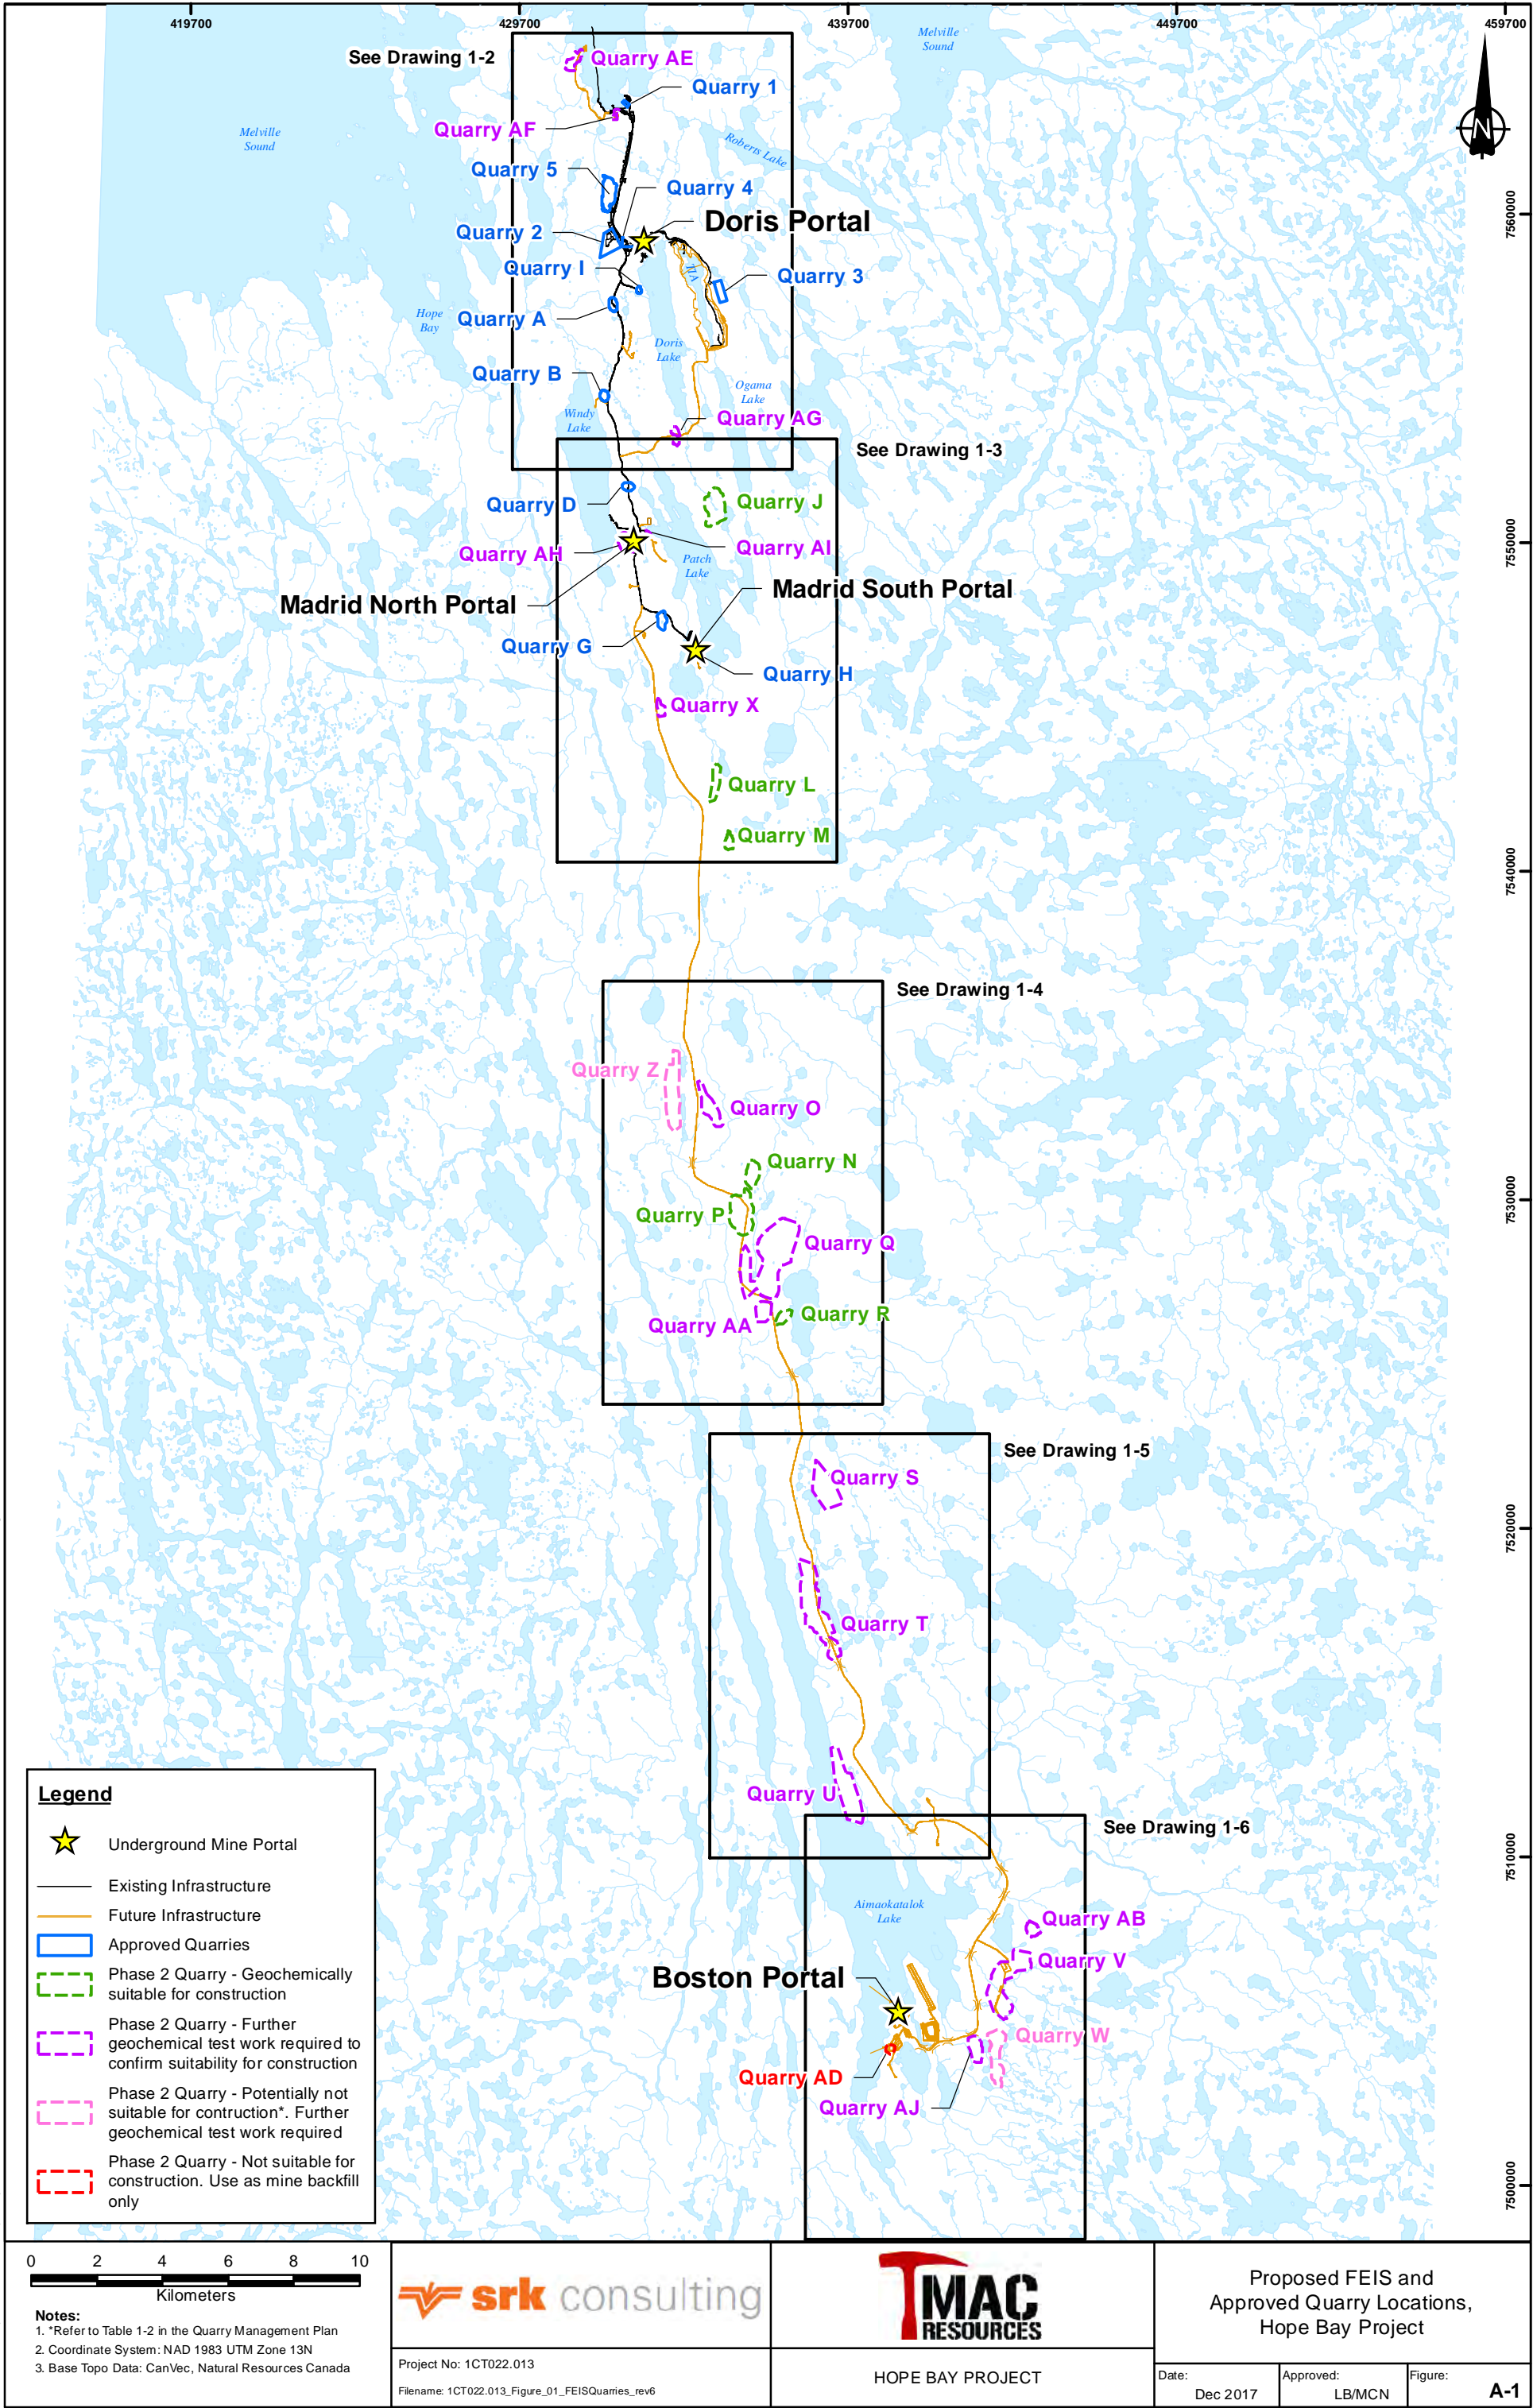 419700
429700
439700
449700
459700
See Drawing 1-2
Quarry AE
Melville
Sound
Quarry 1
Quarry AF
Melville
Sound
Roberts Lake
Quarry 5
Quarry 4
Doris Portal
7560000
Quarry 2
Quarry I
TIA
Quarry 3
Hope
Bay
Quarry A
Doris
Lake
Quarry B
Ogama
Lake
Windy
Lake
Quarry AG
See Drawing 1-3
Quarry D
Quarry J
Quarry AH
Quarry AI
7550000
Patch
Lake
Madrid South Portal
Madrid North Portal
Quarry G
Quarry H
Quarry X
Quarry L
Quarry M
7540000
See Drawing 1-4
Quarry Z
Quarry O
Quarry N
7530000
Quarry P
Quarry Q
Quarry R
Quarry AA
See Drawing 1-5
Quarry S
7520000
Quarry T
Quarry U
See Drawing 1-6
7510000
Aimaokatalok
Lake
Quarry AB
Quarry V
Boston Portal
Quarry W
Quarry AD
Quarry AJ
7500000
N
Legend
Underground Mine Portal
Existing Infrastructure
Future Infrastructure
Approved Quarries
Phase 2 Quarry - Geochemically
suitable for construction
Phase 2 Quarry - Further
geochemical test work required to
confirm suitability for construction
Phase 2 Quarry - Potentially not
suitable for contruction*. Further
geochemical test work required
Phase 2 Quarry - Not suitable for
construction. Use as mine backfill
only
0 2 4 6 8 10
Kilometers
Notes:
1. *Refer to Table 1-2 in the Quarry Management Plan
2. Coordinate System: NAD 1983 UTM Zone 13N
3. Base Topo Data: CanVec, Natural Resources Canada
srk consulting
Project No: 1CT022.013
Filename: 1CT022.013_Figure_01_FEISQuarries_rev6
TMAC
RESOURCES
HOPE BAY PROJECT
Proposed FEIS and
Approved Quarry Locations,
Hope Bay Project
Date:
Dec 2017
Approved:
LB/MCN
Figure:
A-1